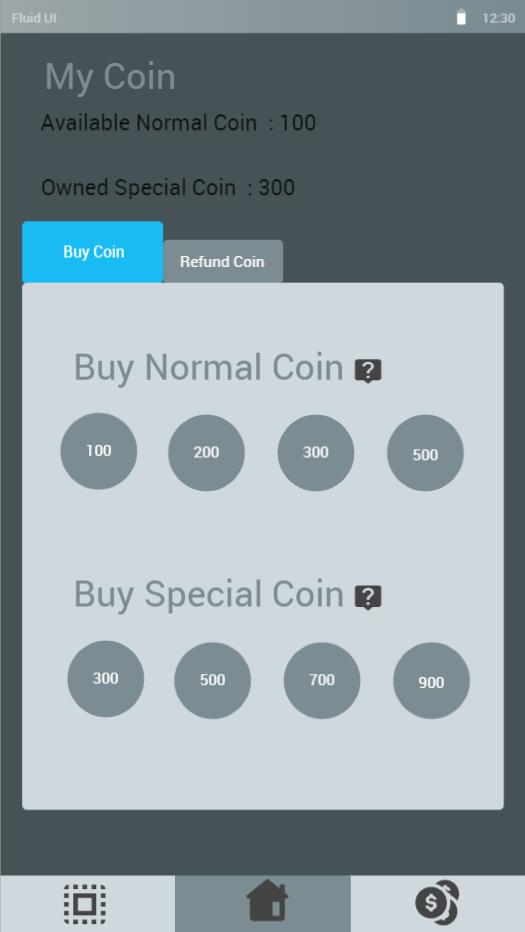 Fluid UI 12:30
My Coin
Available Normal Coin : 100
Owned Special Coin : 300
Buy Coin
Refund Coin
Buy Normal Coin ?
100 200 300 500
Buy Special Coin ?
300 500 700 900
$